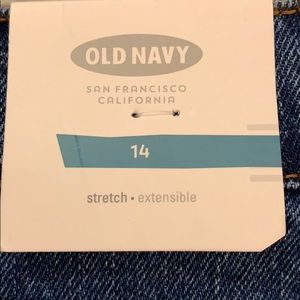 OLD NAVY
SAN FRANCISCO
CALIFORNIA
14
stretch • extensible